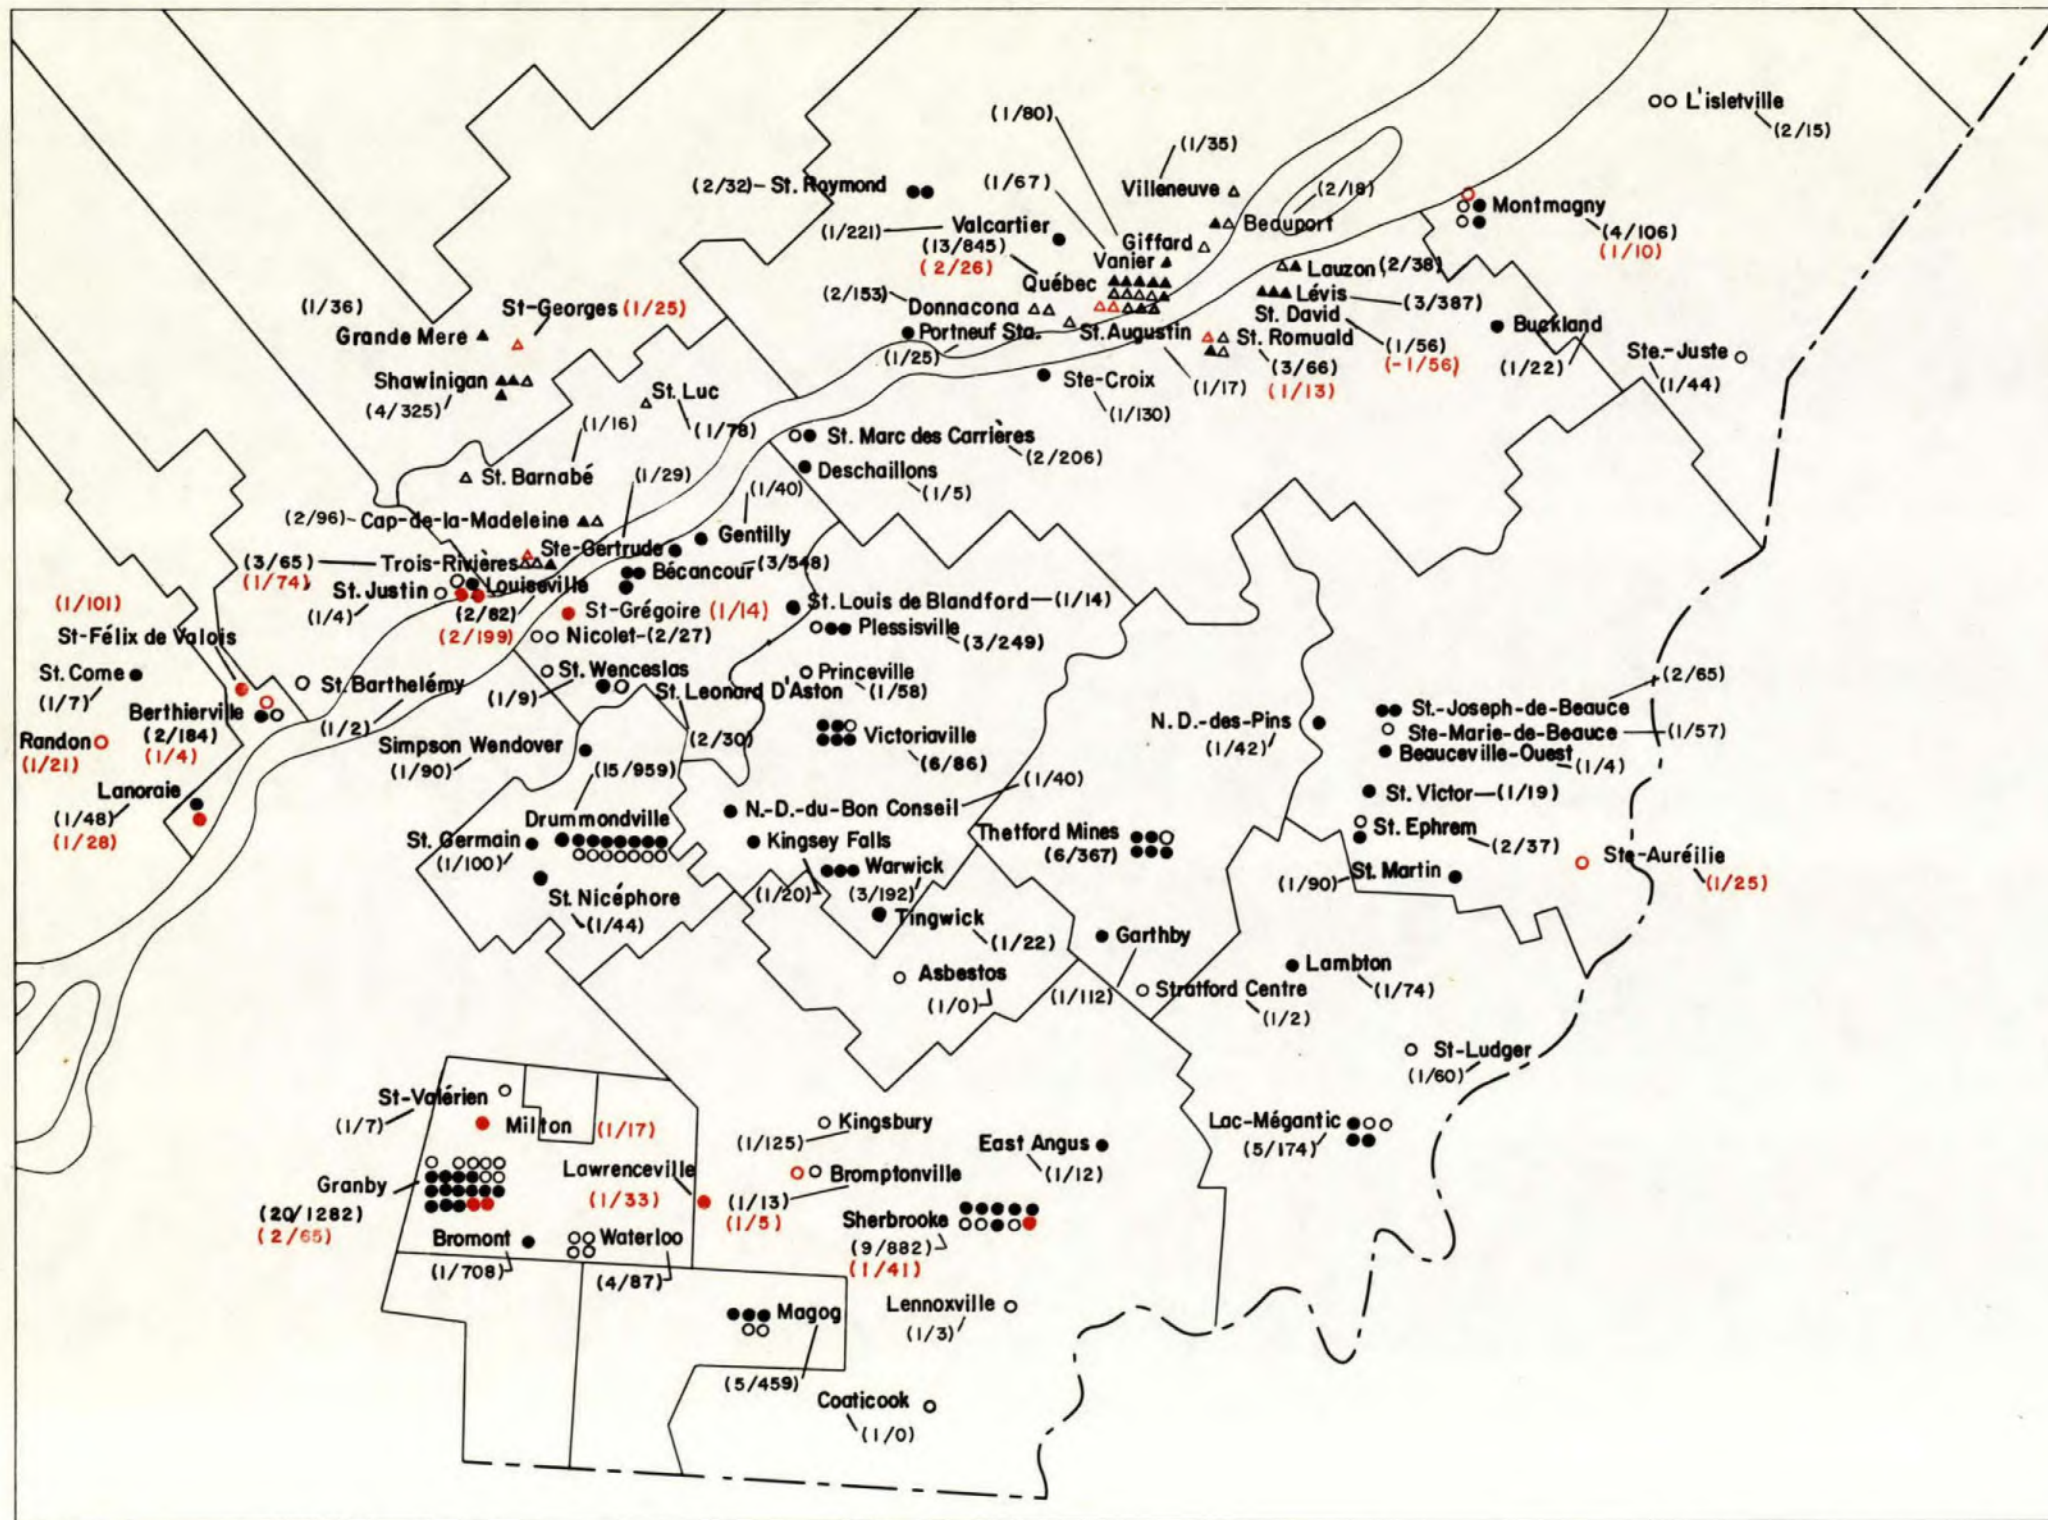 L'isletville
(2/15)
(1/80)
(1/35)
Villeneuve
(2/32)- St. Raymond
(1/67)
(2/18)
Beauport
Montmagny
(4/106)
(1/10)
(1/221)
Valcartier
(13/845)
(2/26)
Giffard
Vanier
Québec
Lauzon (2/38)
Lévis
(3/387)
St. David
(1/56)
(-1/56)
(2/153)
Donnacona
Portneuf Sta.
(1/25)
St. Augustin
(1/17)
St. Romuald
(3/66)
(1/13)
Buckland
(1/22)
Ste.-Juste
(1/44)
(1/36)
Grande Mere
St-Georges (1/25)
Shawinigan
(4/325)
St. Luc
(1/78)
(1/16)
Ste-Croix
(1/130)
St. Marc des Carrières
(2/206)
St. Barnabé
(1/29)
Deschaillons
(1/5)
(1/40)
Gentilly
(2/96)- Cap-de-la-Madeleine
Ste-Gertrude
(3/65)
(1/74)
Trois-Rivières
Bécancour (3/548)
St. Justin
(1/4)
Louiseville
(2/62)
(2/199)
St-Grégoire (1/14)
St. Louis de Blandford—(1/14)
Nicolet-(2/27)
Plessisville
(3/249)
(1/101)
St-Félix de Valois
St. Come
(1/7)
St. Barthelémy
(1/2)
St. Wenceslas
(1/9)
St. Leonard D'Aston
(2/30)
Princeville
(1/58)
Berthierville
(2/184)
(1/4)
Randon
(1/21)
Lanoraie
(1/48)
(1/28)
Simpson Wendover
(1/90)
Victoriaville
(6/86)
N. D.-des-Pins
(1/42)
(2/65)
St.-Joseph-de-Beauce
Ste-Marie-de-Beauce
(1/57)
Beauceville-Ouest
(1/4)
St. Victor—(1/19)
(15/959)
Drummondville
N.-D.-du-Bon Conseil
(1/40)
St. Germain
(1/100)
Kingsey Falls
(1/20)
Warwick
(3/192)
Thetford Mines
(6/367)
St. Ephrem
(2/37)
Ste-Auréilie
(1/25)
(1/90)
St. Martin
St. Nicéphore
(1/44)
Tingwick
(1/22)
Garthby
(1/112)
Asbestos
(1/0)
Stratford Centre
(1/2)
Lambton
(1/74)
St-Ludger
(1/60)
St-Valérien
(1/7)
Milton
(1/17)
Kingsbury
(1/125)
East Angus
(1/12)
Lac-Mégantic
(5/174)
Granby
(20/1282)
(2/65)
Lawrenceville
(1/33)
Bromptonville
(1/13)
(1/5)
Sherbrooke
(9/882)
(1/41)
Bromont
(1/708)
Waterloo
(4/87)
Magog
(5/459)
Lennoxville
(1/3)
Coaticook
(1/0)